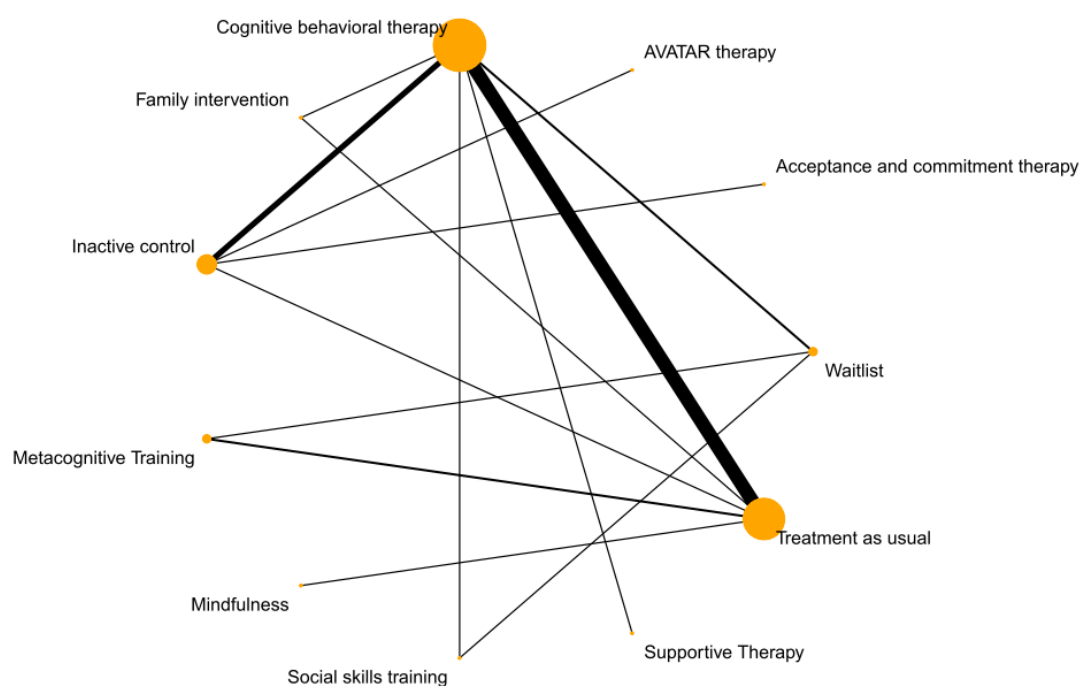 Cognitive behavioral therapy
AVATAR therapy
Family intervention
Acceptance and commitment therapy
Inactive control
Waitlist
Metacognitive Training
Treatment as usual
Mindfulness
Supportive Therapy
Social skills training